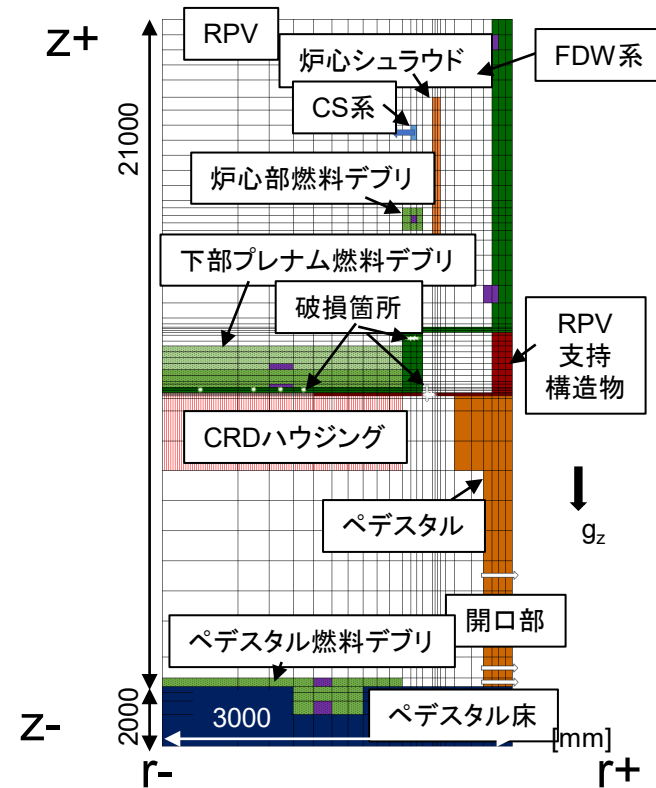 z+
RPV
炉心シュラウド
FDW系
CS系
21000
炉心部燃料デブリ
下部プレナム燃料デブリ
破損箇所
RPV
支持
構造物
CRDハウジング
ペデスタル
gz
開口部
ペデスタル燃料デブリ
ペデスタル床
2000
3000
[mm]
z-
r-
r+